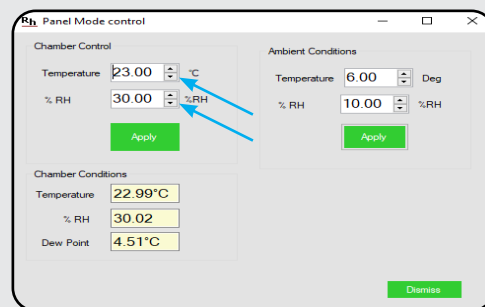 Rh Panel Mode control
Chamber Control
Temperature 23.00 °C
% RH 30.00 %RH
Apply
Ambient Conditions
Temperature 6.00 Deg
% RH 10.00 %RH
Apply
Chamber Conditions
Temperature 22.99°C
% RH 30.02
Dew Point 4.51°C
Dismiss